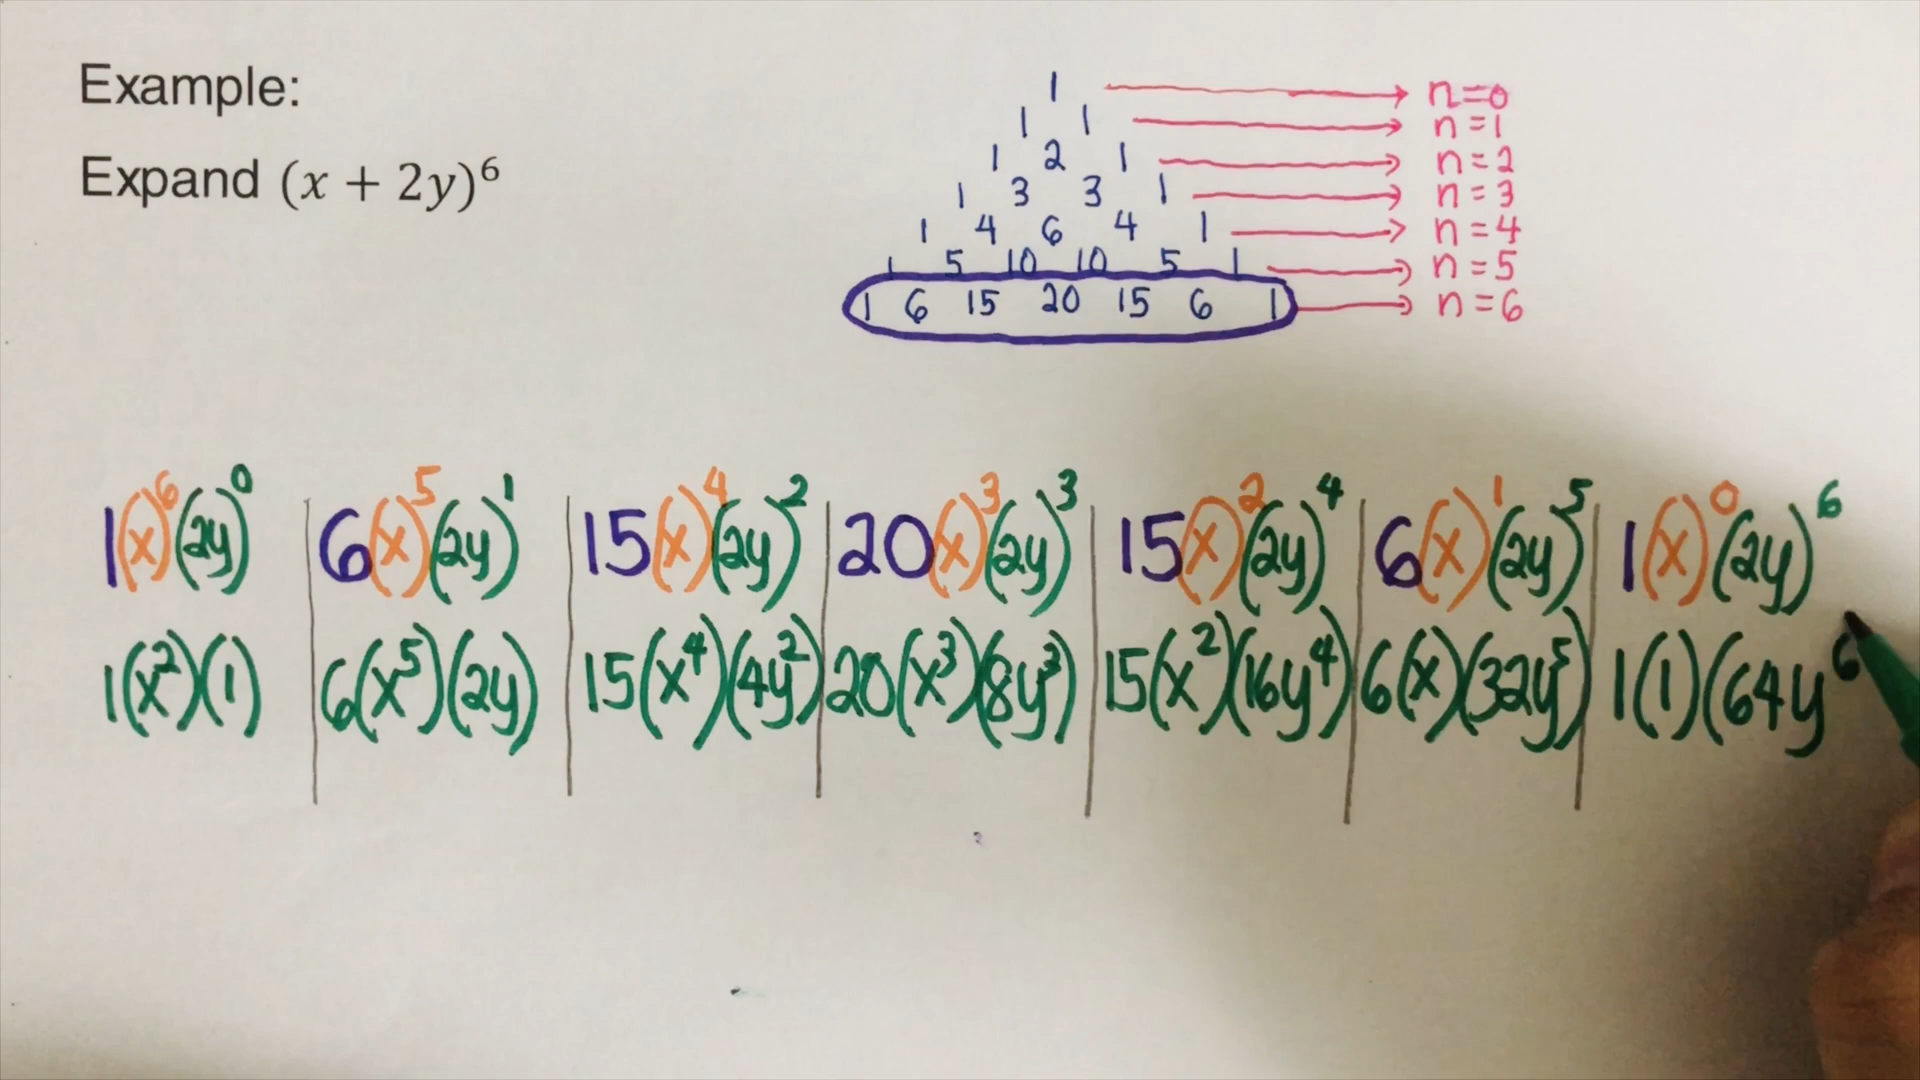 Example:
Expand (x + 2y)⁶
1 → n=0
1 1 → n=1
1 2 1 → n=2
1 3 3 1 → n=3
1 4 6 4 1 → n=4
1 5 10 10 5 1 → n=5
1 6 15 20 15 6 1 → n=6
1(x)⁶(2y)⁰ | 6(x)⁵(2y)¹ | 15(x)⁴(2y)² | 20(x)³(2y)³ | 15(x)²(2y)⁴ | 6(x)¹(2y)⁵ | 1(x)⁰(2y)⁶
1(x²)(1) | 6(x⁵)(2y) | 15(x⁴)(4y²) | 20(x³)(8y³) | 15(x²)(16y⁴) | 6(x)(32y⁵) | 1(1)(64y⁶